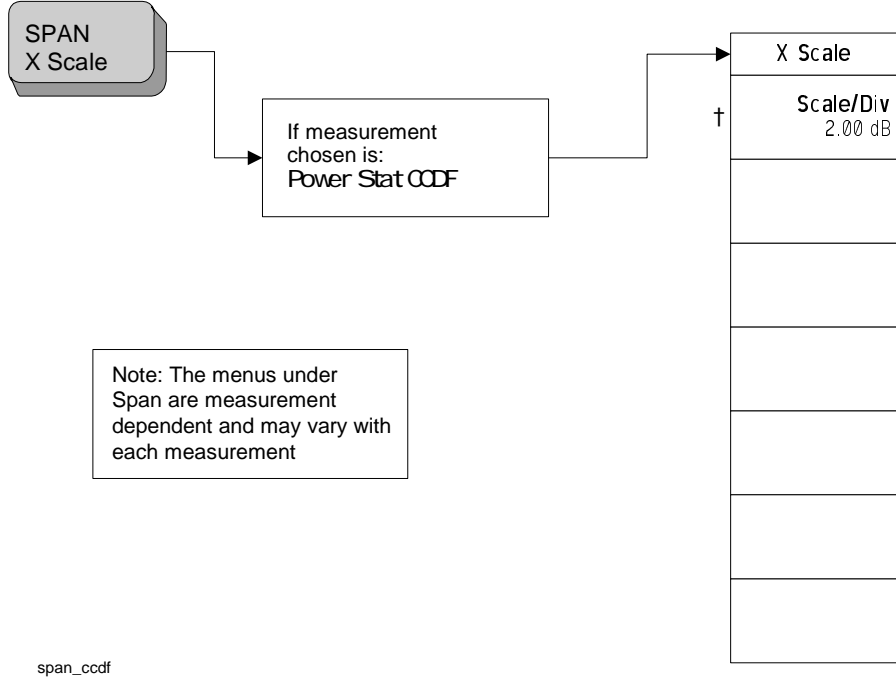 SPAN
X Scale
If measurement
chosen is:
Power Stat CCDF
X Scale
†
Scale/Div
2.00 dB
Note: The menus under
Span are measurement
dependent and may vary with
each measurement
span_ccdf